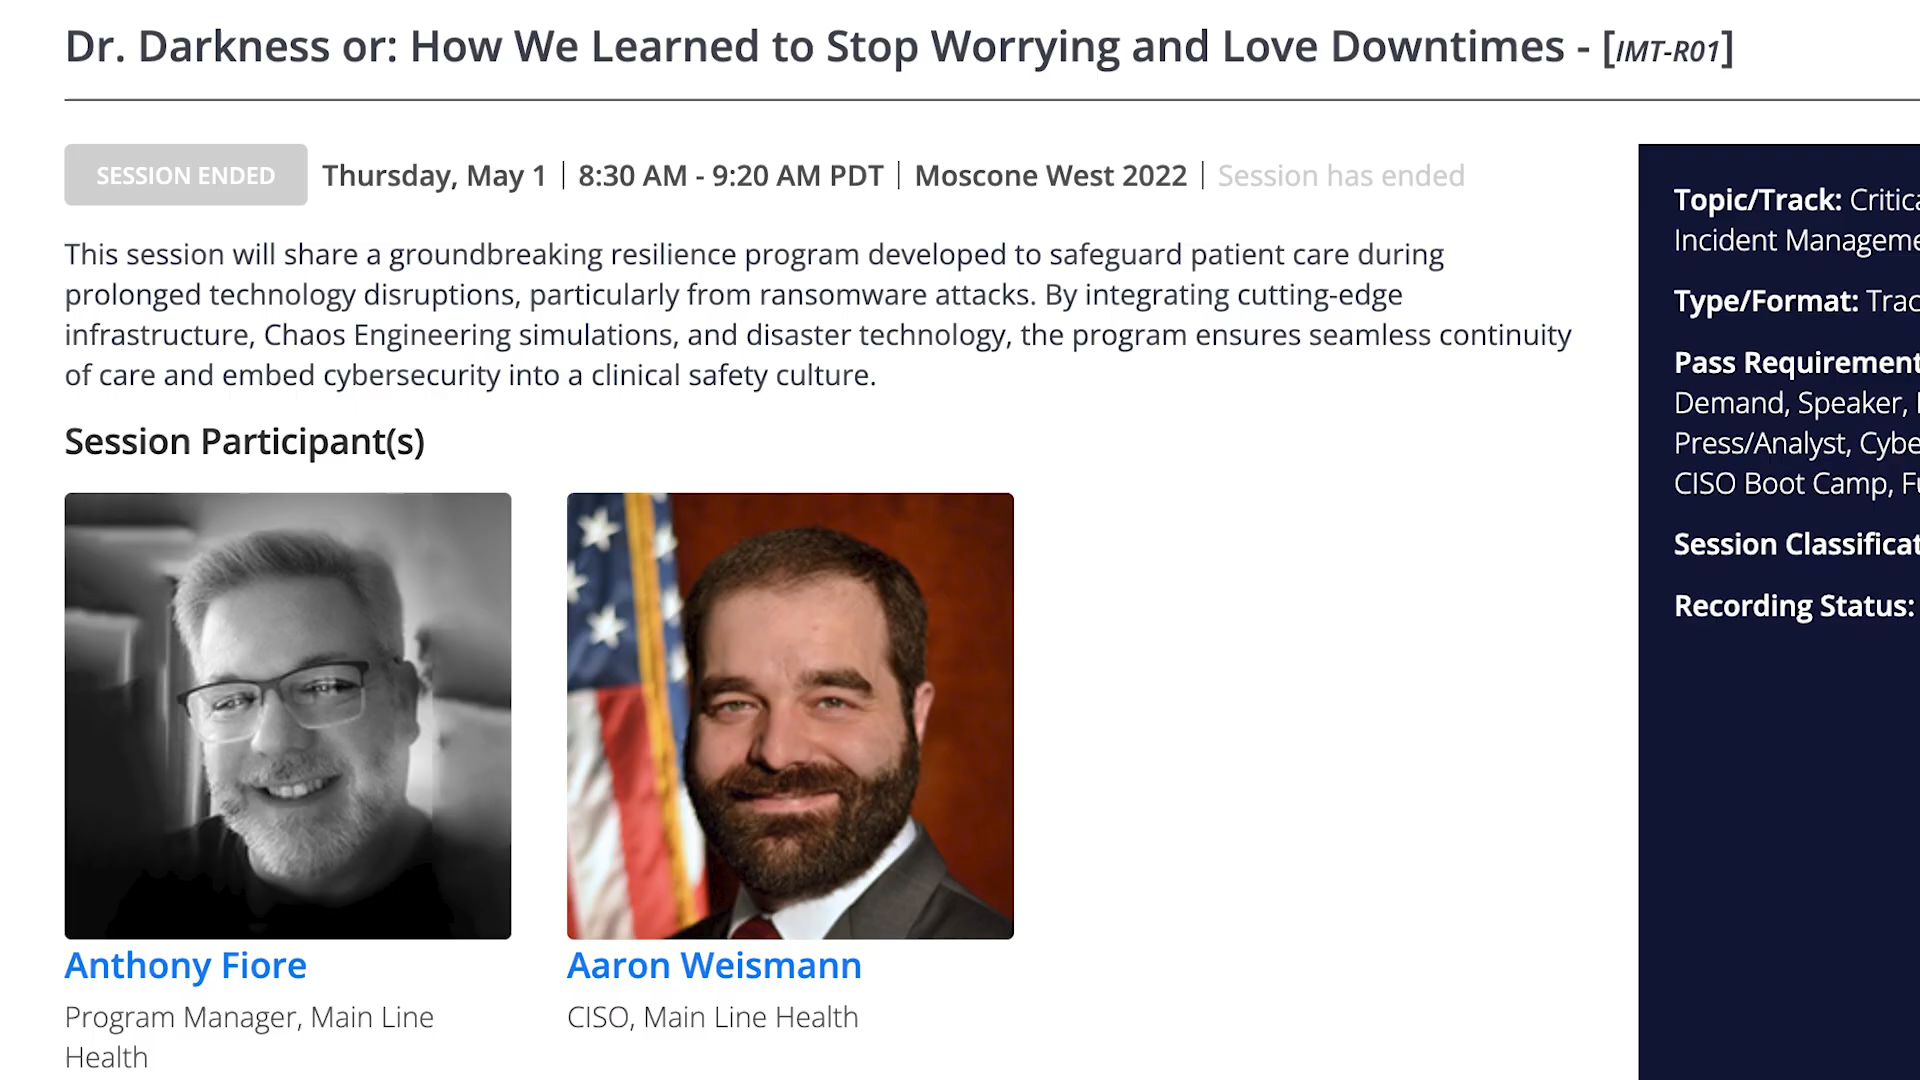 Dr. Darkness or: How We Learned to Stop Worrying and Love Downtimes - [IMT-R01]
SESSION ENDED Thursday, May 1 | 8:30 AM - 9:20 AM PDT | Moscone West 2022 | Session has ended
This session will share a groundbreaking resilience program developed to safeguard patient care during
prolonged technology disruptions, particularly from ransomware attacks. By integrating cutting-edge
infrastructure, Chaos Engineering simulations, and disaster technology, the program ensures seamless continuity
of care and embed cybersecurity into a clinical safety culture.
Session Participant(s)
Anthony Fiore
Program Manager, Main Line
Health
Aaron Weismann
CISO, Main Line Health
Topic/Track:
Incident
Type/Format:
Pass
Demand, Speaker,
Press/Analyst,
CISO Boot Camp,
Session
Recording Status: